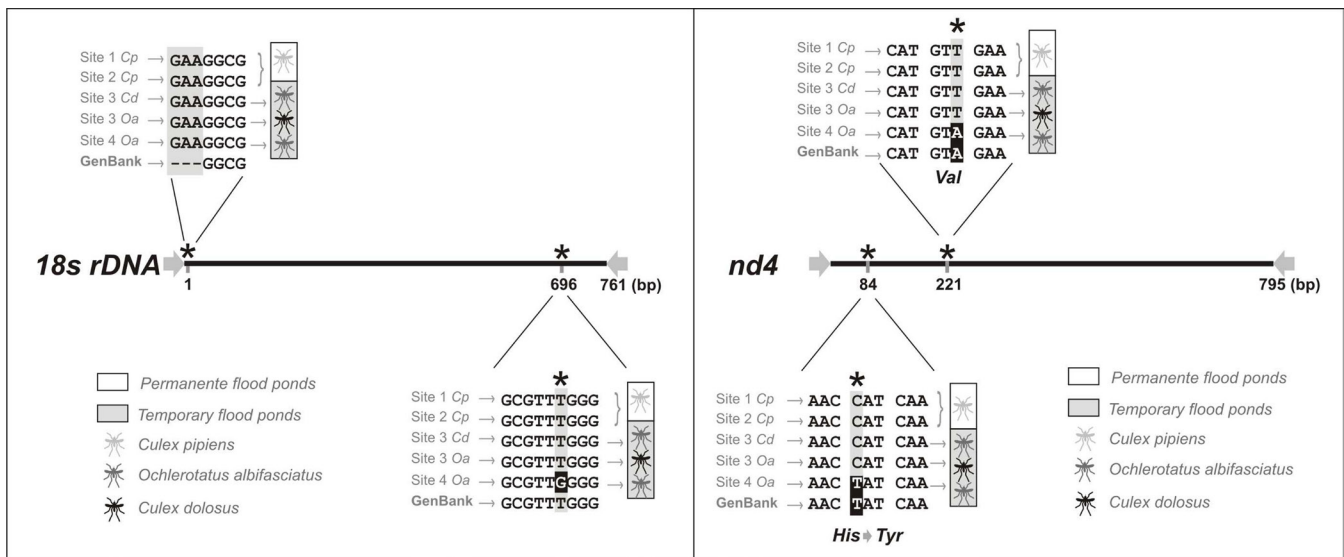 Site 1 Cp → GAAGGCG
Site 2 Cp → GAAGGCG
Site 3 Cd → GAAGGCG →
Site 3 Oa → GAAGGCG →
Site 4 Oa → GAAGGCG →
GenBank → ---GGCG
18s rDNA
* *
1 696 761 (bp)
*
Site 1 Cp → GCGTTTGGG
Site 2 Cp → GCGTTTGGG
Site 3 Cd → GCGTTTGGG →
Site 3 Oa → GCGTTTGGG →
Site 4 Oa → GCGTTGGGG →
GenBank → GCGTTTGGG
Permanente flood ponds
Temporary flood ponds
Culex pipiens
Ochlerotatus albifasciatus
Culex dolosus
*
Site 1 Cp → CAT GTT GAA
Site 2 Cp → CAT GTT GAA
Site 3 Cd → CAT GTT GAA →
Site 3 Oa → CAT GTT GAA →
Site 4 Oa → CAT GTA GAA →
GenBank → CAT GTA GAA
Val
nd4
* *
84 221 795 (bp)
*
Site 1 Cp → AAC CAT CAA
Site 2 Cp → AAC CAT CAA
Site 3 Cd → AAC CAT CAA →
Site 3 Oa → AAC CAT CAA →
Site 4 Oa → AAC TAT CAA →
GenBank → AAC TAT CAA
His ➔ Tyr
Permanente flood ponds
Temporary flood ponds
Culex pipiens
Ochlerotatus albifasciatus
Culex dolosus